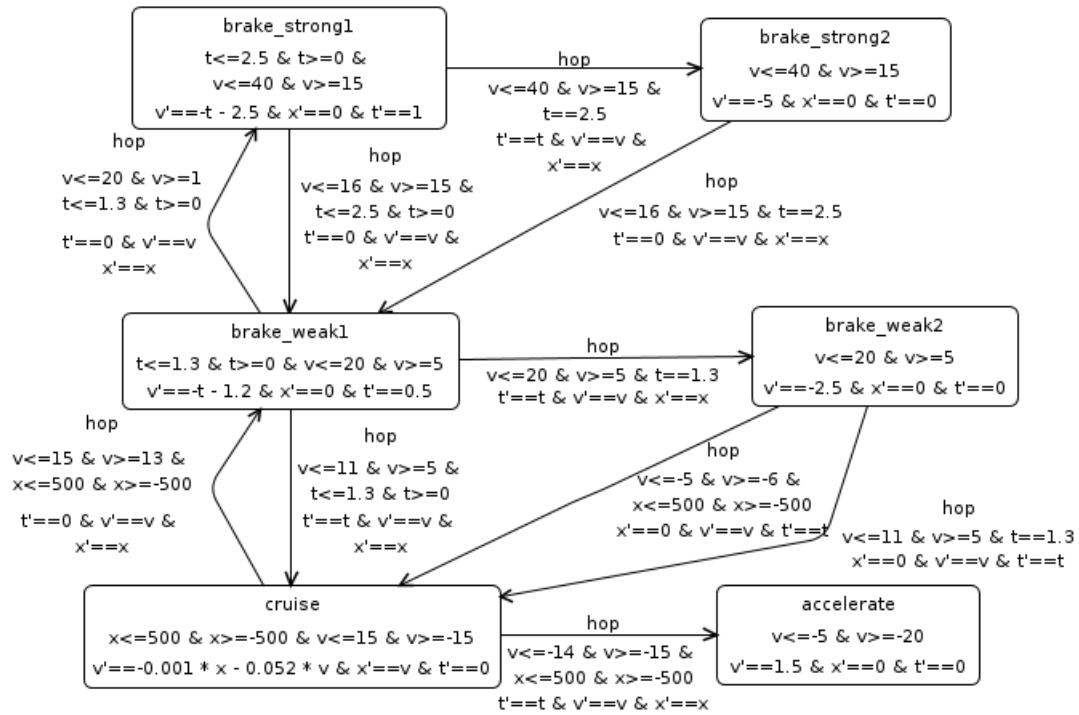 brake_strong1
t<=2.5 & t>=0 &
v<=40 & v>=15
v'==-t - 2.5 & x'==0 & t'==1
hop
v<=40 & v>=15 &
t==2.5
t'==t & v'==v &
x'==x
brake_strong2
v<=40 & v>=15
v'==-5 & x'==0 & t'==0
hop
v<=20 & v>=1
t<=1.3 & t>=0
t'==0 & v'==v
x'==x
hop
v<=16 & v>=15 &
t<=2.5 & t>=0
t'==0 & v'==v &
x'==x
hop
v<=16 & v>=15 & t==2.5
t'==0 & v'==v & x'==x
brake_weak1
t<=1.3 & t>=0 & v<=20 & v>=5
v'==-t - 1.2 & x'==0 & t'==0.5
hop
v<=20 & v>=5 & t==1.3
t'==t & v'==v & x'==x
brake_weak2
v<=20 & v>=5
v'==-2.5 & x'==0 & t'==0
hop
v<=15 & v>=13 &
x<=500 & x>=-500
t'==0 & v'==v &
x'==x
hop
v<=11 & v>=5 &
t<=1.3 & t>=0
t'==t & v'==v &
x'==x
hop
v<=-5 & v>=-6 &
x<=500 & x>=-500
x'==0 & v'==v & t'==t
hop
v<=11 & v>=5 & t==1.3
x'==0 & v'==v & t'==t
cruise
x<=500 & x>=-500 & v<=15 & v>=-15
v'==-0.001 * x - 0.052 * v & x'==v & t'==0
hop
v<=-14 & v>=-15 &
x<=500 & x>=-500
t'==t & v'==v & x'==x
accelerate
v<=-5 & v>=-20
v'==1.5 & x'==0 & t'==0